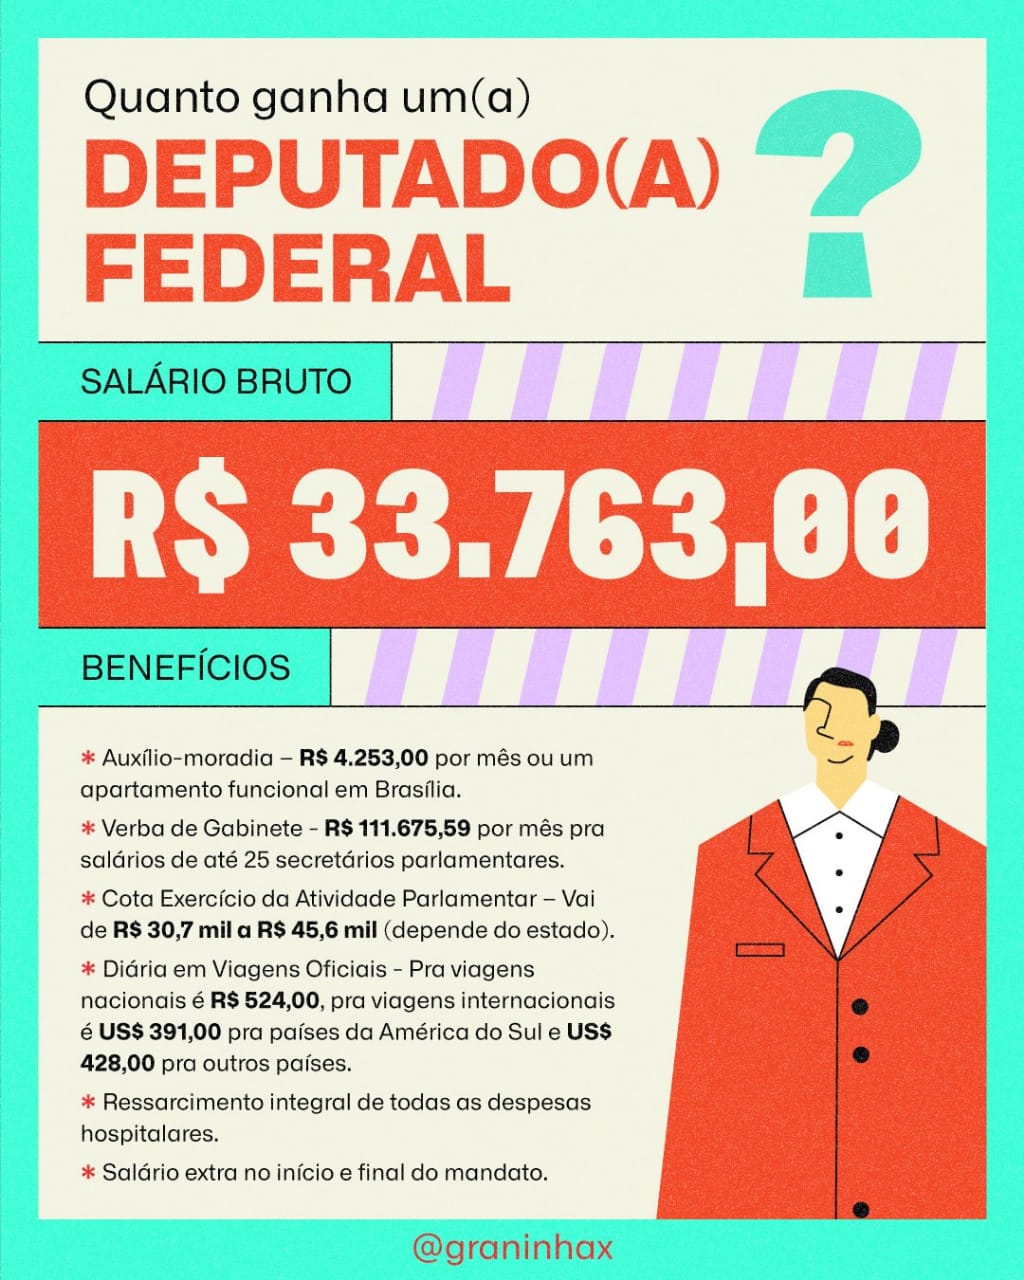 Quanto ganha um(a)
DEPUTADO(A)
FEDERAL
?
SALÁRIO BRUTO
R$ 33.763,00
BENEFÍCIOS
* Auxílio-moradia – R$ 4.253,00 por mês ou um
apartamento funcional em Brasília.
* Verba de Gabinete - R$ 111.675,59 por mês pra
salários de até 25 secretários parlamentares.
* Cota Exercício da Atividade Parlamentar – Vai
de R$ 30,7 mil a R$ 45,6 mil (depende do estado).
* Diária em Viagens Oficiais - Pra viagens
nacionais é R$ 524,00, pra viagens internacionais
é US$ 391,00 pra países da América do Sul e US$
428,00 pra outros países.
* Ressarcimento integral de todas as despesas
hospitalares.
* Salário extra no início e final do mandato.
@graninhax